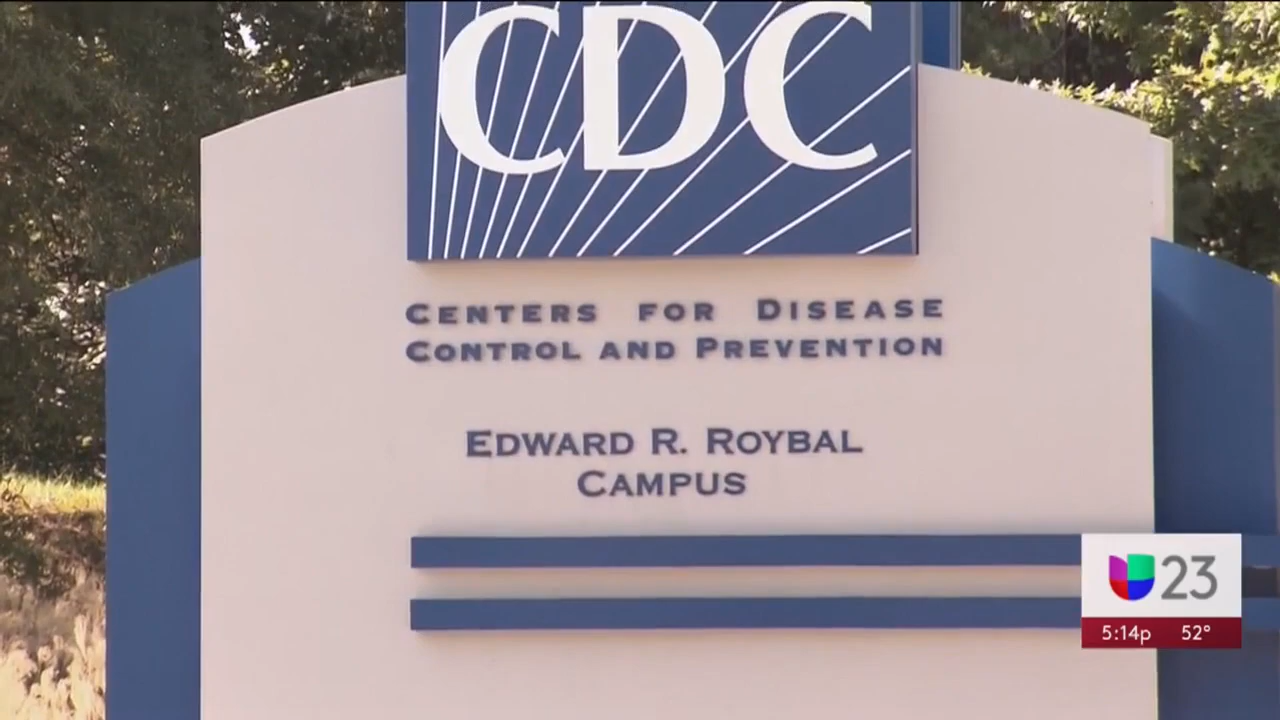 CDC
CENTERS FOR DISEASE
CONTROL AND PREVENTION
EDWARD R. ROYBAL
CAMPUS
23
5:14p 52°